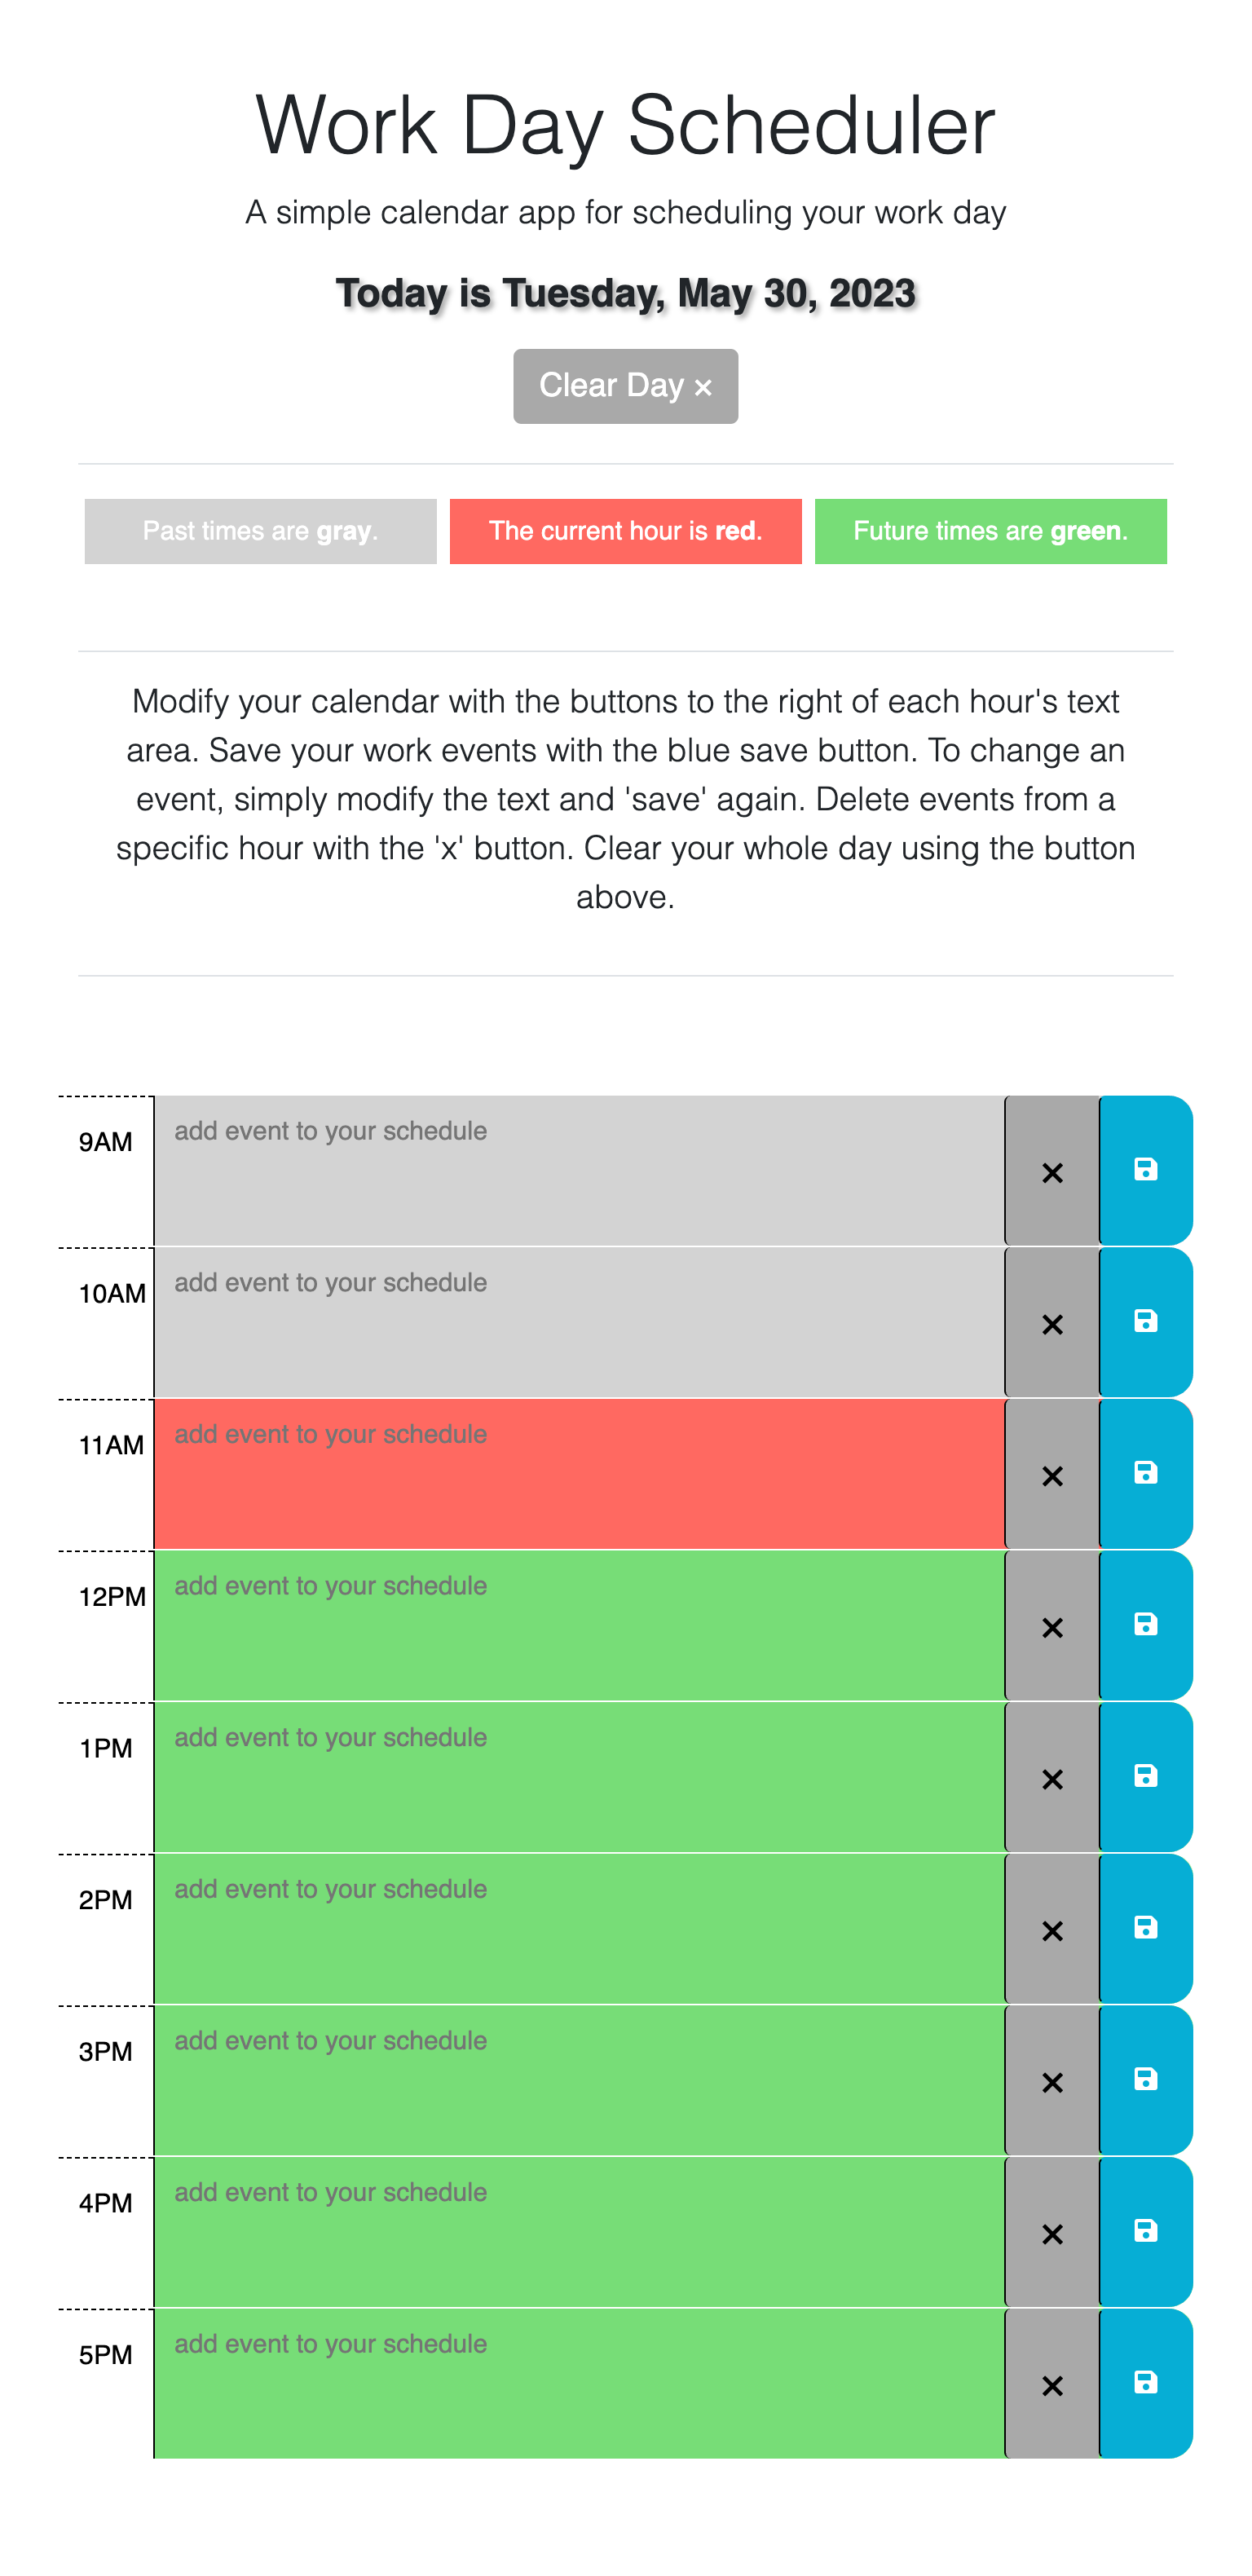 Work Day Scheduler
A simple calendar app for scheduling your work day
Today is Tuesday, May 30, 2023
Clear Day ×
Past times are gray.
The current hour is red.
Future times are green.
Modify your calendar with the buttons to the right of each hour's text
area. Save your work events with the blue save button. To change an
event, simply modify the text and 'save' again. Delete events from a
specific hour with the 'x' button. Clear your whole day using the button
above.
9AM
add event to your schedule
×
10AM
add event to your schedule
×
11AM
add event to your schedule
×
12PM
add event to your schedule
×
1PM
add event to your schedule
×
2PM
add event to your schedule
×
3PM
add event to your schedule
×
4PM
add event to your schedule
×
5PM
add event to your schedule
×